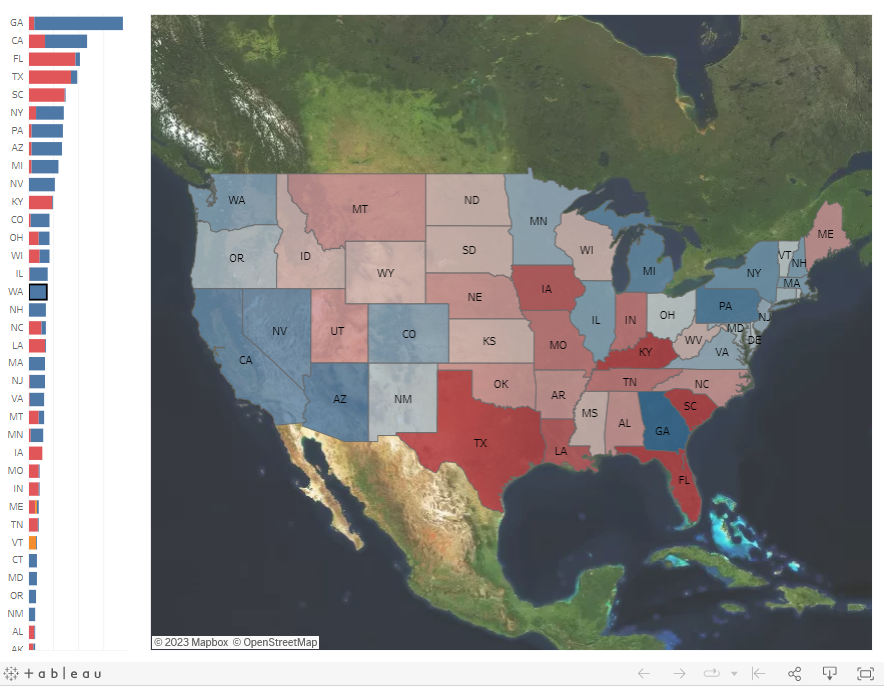 GA
CA
FL
TX
SC
NY
PA
AZ
MI
NV
KY
CO
OH
WI
IL
WA
NH
NC
LA
MA
NJ
VA
MT
MN
IA
MO
IN
ME
TN
VT
CT
MD
OR
NM
AL
AK
WA
MT
ND
MN
OR
ID
SD
WI
ME
WY
MI
VT
NH
NY
MA
NE
IA
PA
NV
UT
CO
IL
IN
OH
NJ
MD
DE
CA
KS
MO
KY
WV
VA
AZ
NM
OK
AR
TN
NC
MS
AL
SC
GA
TX
LA
FL
© 2023 Mapbox © OpenStreetMap
+ a b | e a u